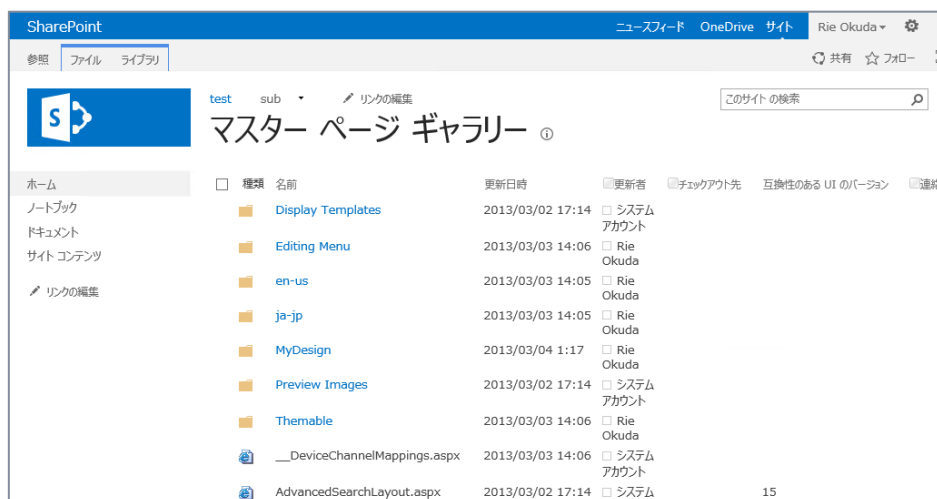 SharePoint ニュースフィード OneDrive サイト Rie Okuda
参照 ファイル ライブラリ 共有 フォロー
S
test sub リンクの編集 このサイト の検索
マスター ページ ギャラリー
ホーム
ノートブック
ドキュメント
サイト コンテンツ
リンクの編集
種類 名前 更新日時 更新者 チェックアウト先 互換性のある UI のバージョン
Display Templates 2013/03/02 17:14 システム
アカウント
Editing Menu 2013/03/03 14:06 Rie
Okuda
en-us 2013/03/03 14:05 Rie
Okuda
ja-jp 2013/03/03 14:05 Rie
Okuda
MyDesign 2013/03/04 1:17 Rie
Okuda
Preview Images 2013/03/02 17:14 システム
アカウント
Themable 2013/03/03 14:06 Rie
Okuda
__DeviceChannelMappings.aspx 2013/03/03 14:06 システム
アカウント
AdvancedSearchLayout.aspx 2013/03/02 17:14 システム 15